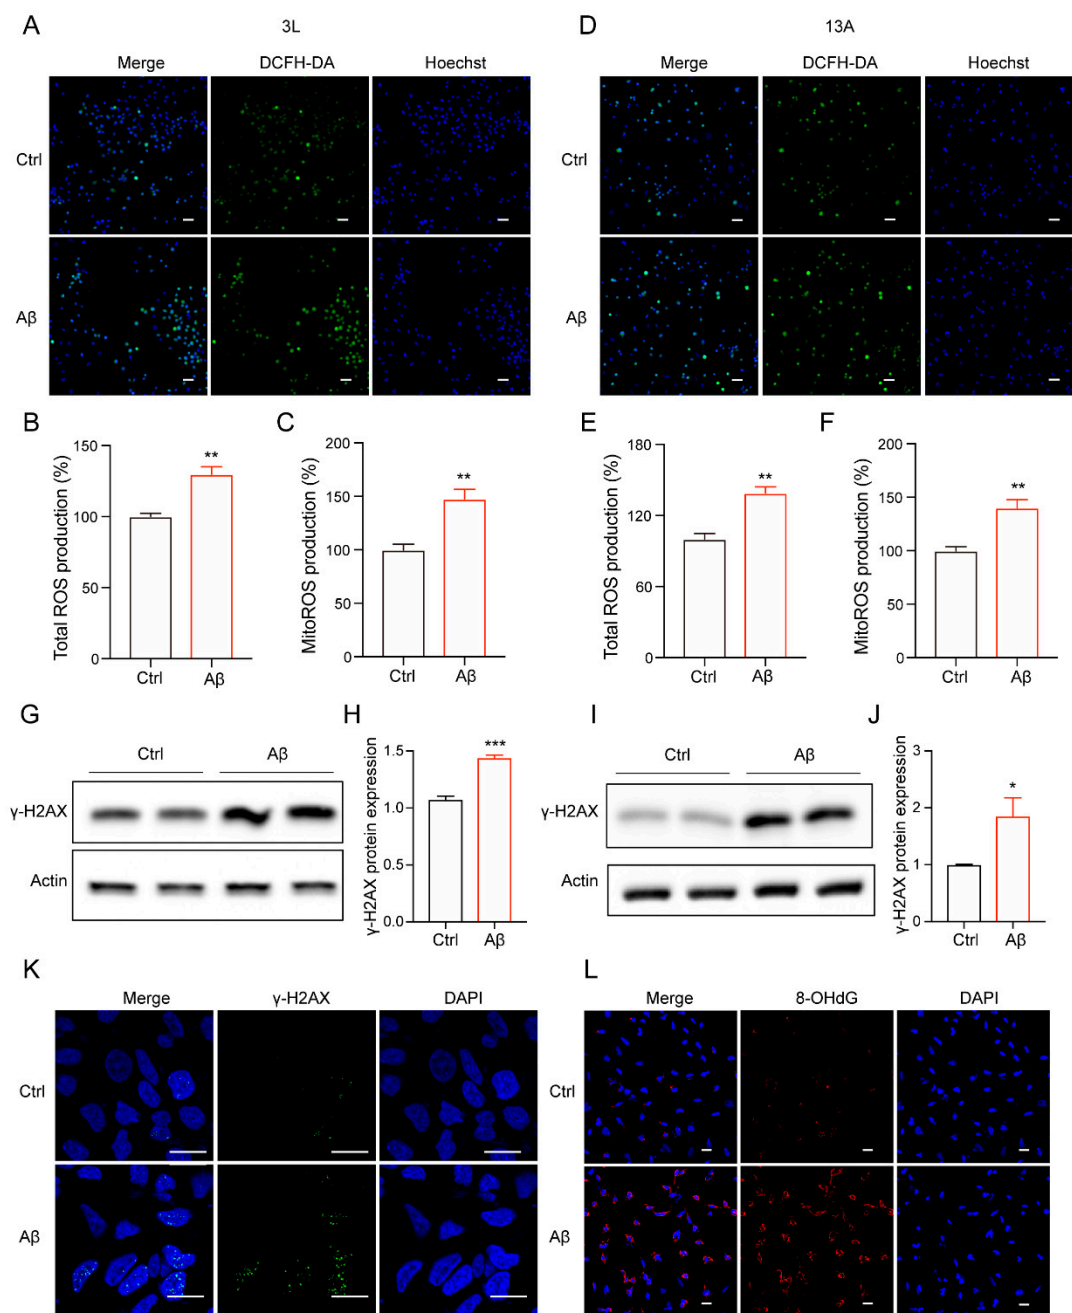 A 3L
Merge DCFH-DA Hoechst
Ctrl
Aβ
D 13A
Merge DCFH-DA Hoechst
Ctrl
Aβ
B
Total ROS production (%)
150
100
50
0
**
Ctrl Aβ
C
MitoROS production (%)
200
150
100
50
0
**
Ctrl Aβ
E
Total ROS production (%)
180
120
60
0
**
Ctrl Aβ
F
MitoROS production (%)
200
150
100
50
0
**
Ctrl Aβ
G
Ctrl Aβ
γ-H2AX
Actin
H
γ-H2AX protein expression
1.5
1.0
0.5
0.0
***
Ctrl Aβ
I
Ctrl Aβ
γ-H2AX
Actin
J
γ-H2AX protein expression
3
2
1
0
*
Ctrl Aβ
K
Merge γ-H2AX DAPI
Ctrl
Aβ
L
Merge 8-OHdG DAPI
Ctrl
Aβ